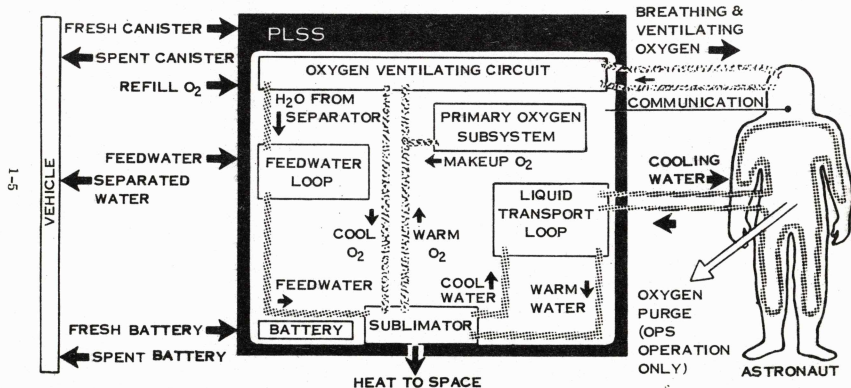 1-5
VEHICLE
FRESH CANISTER
SPENT CANISTER
REFILL O2
FEEDWATER
SEPARATED
WATER
FRESH BATTERY
SPENT BATTERY
PLSS
OXYGEN VENTILATING CIRCUIT
H2O FROM
SEPARATOR
PRIMARY OXYGEN
SUBSYSTEM
MAKEUP O2
FEEDWATER
LOOP
LIQUID
TRANSPORT
LOOP
COOL
O2
WARM
O2
FEEDWATER
COOL
WATER
WARM
WATER
BATTERY
SUBLIMATOR
HEAT TO SPACE
BREATHING &
VENTILATING
OXYGEN
COMMUNICATION
COOLING
WATER
OXYGEN
PURGE
(OPS
OPERATION
ONLY)
ASTRONAUT